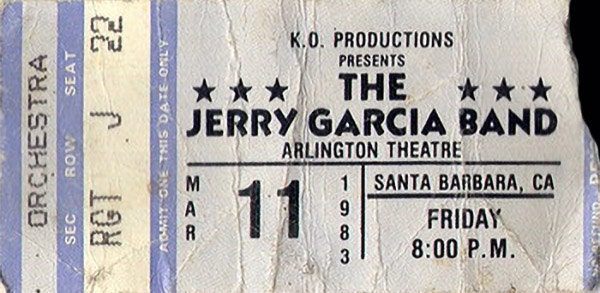 ORCHESTRA
SEC ROW SEAT
RGT J 22
ADMIT ONE THIS DATE ONLY
K.O. PRODUCTIONS
PRESENTS
★ ★ ★ THE ★ ★ ★
JERRY GARCIA BAND
ARLINGTON THEATRE
MAR 11 1983
SANTA BARBARA, CA
FRIDAY
8:00 P.M.